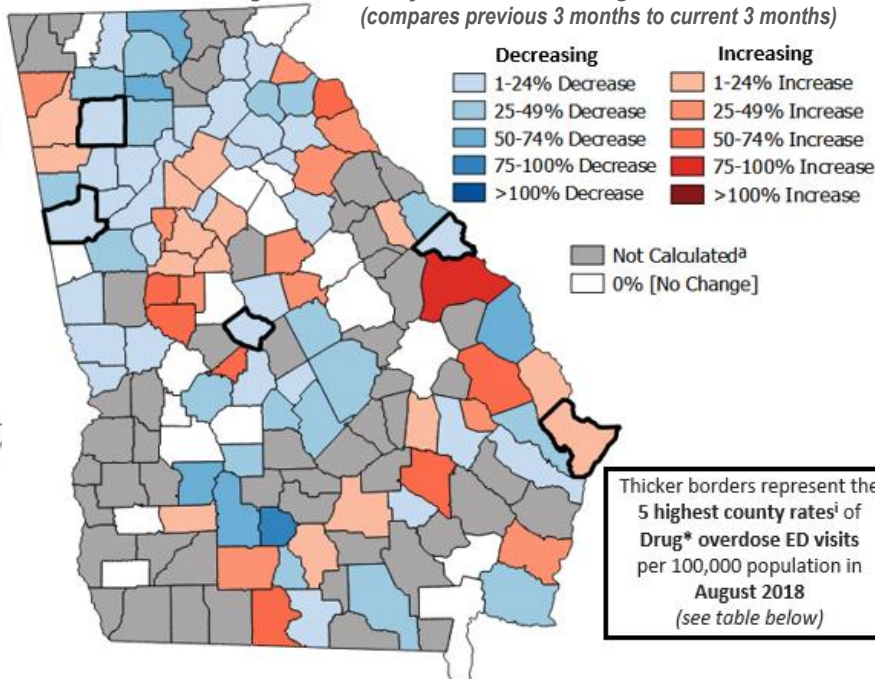 (compares previous 3 months to current 3 months)
Decreasing
1-24% Decrease
25-49% Decrease
50-74% Decrease
75-100% Decrease
>100% Decrease
Increasing
1-24% Increase
25-49% Increase
50-74% Increase
75-100% Increase
>100% Increase
Not Calculatedª
0% [No Change]
Thicker borders represent the
5 highest county ratesⁱ of
Drug* overdose ED visits
per 100,000 population in
August 2018
(see table below)